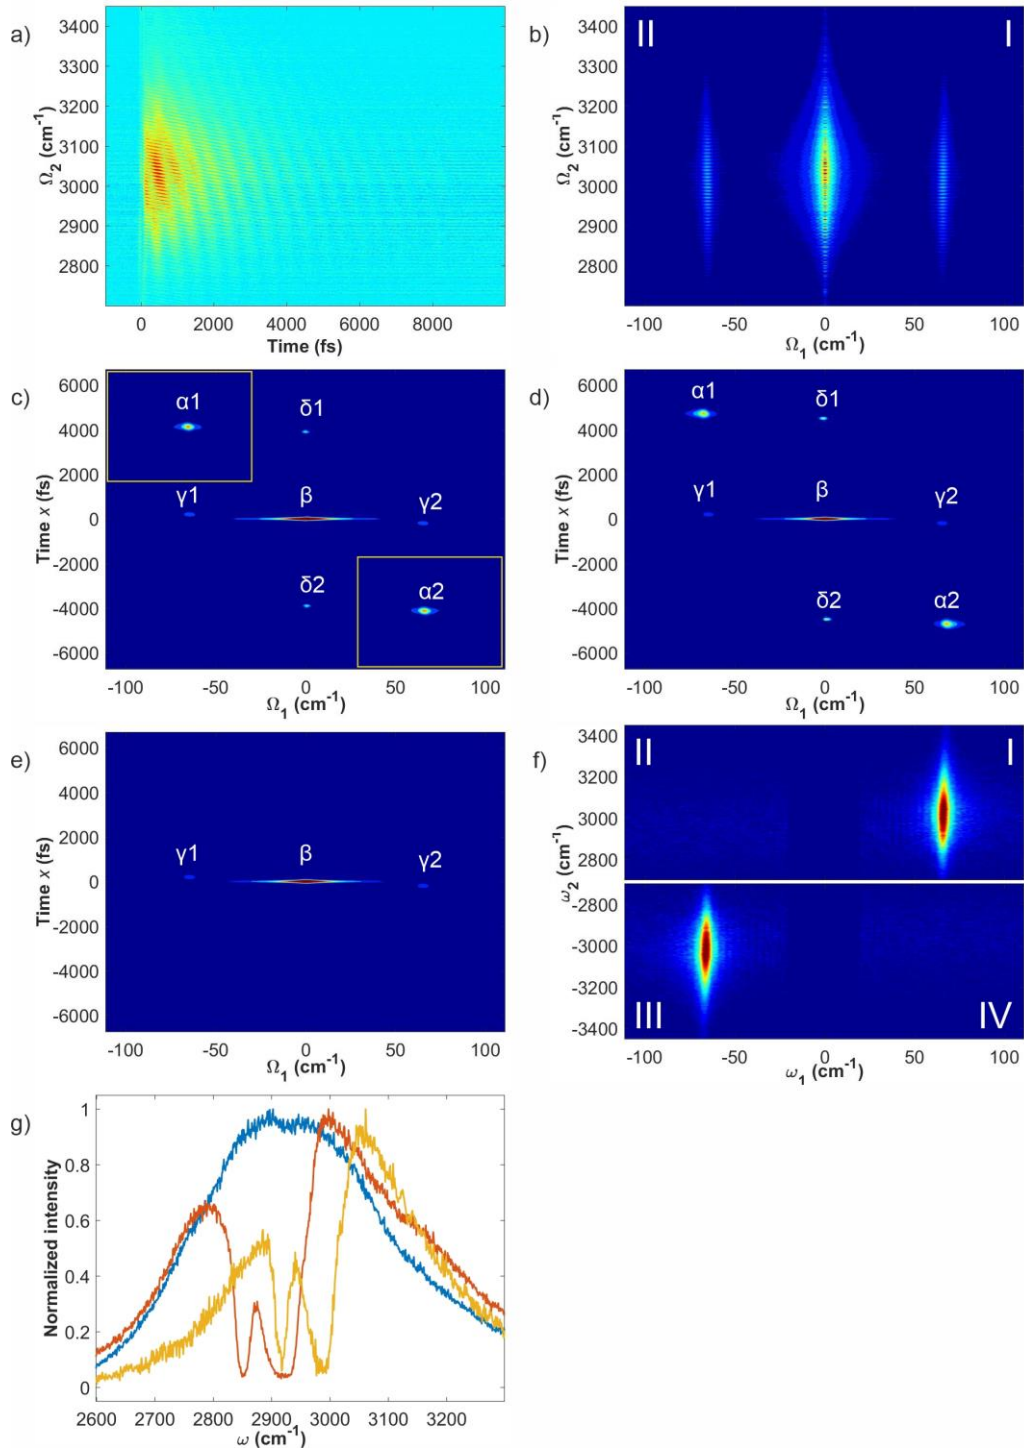 a)
3400
3300
3200
3100
3000
2900
2800
Ω₂ (cm⁻¹)
0 2000 4000 6000 8000
Time (fs)
b)
II I
3400
3300
3200
3100
3000
2900
2800
Ω₂ (cm⁻¹)
-100 -50 0 50 100
Ω₁ (cm⁻¹)
c)
6000
4000
2000
0
-2000
-4000
-6000
Time x (fs)
α1
δ1
γ1 β γ2
δ2 α2
-100 -50 0 50 100
Ω₁ (cm⁻¹)
d)
6000
4000
2000
0
-2000
-4000
-6000
Time x (fs)
α1
δ1
γ1 β γ2
δ2 α2
-100 -50 0 50 100
Ω₁ (cm⁻¹)
e)
6000
4000
2000
0
-2000
-4000
-6000
Time x (fs)
γ1 β γ2
-100 -50 0 50 100
Ω₁ (cm⁻¹)
f)
II I
3400
3200
3000
2800
ω₂ (cm⁻¹)
-2800
-3000
-3200
-3400
III IV
-100 -50 0 50 100
ω₁ (cm⁻¹)
g)
1
0.8
0.6
0.4
0.2
0
Normalized intensity
2600 2700 2800 2900 3000 3100 3200
ω (cm⁻¹)